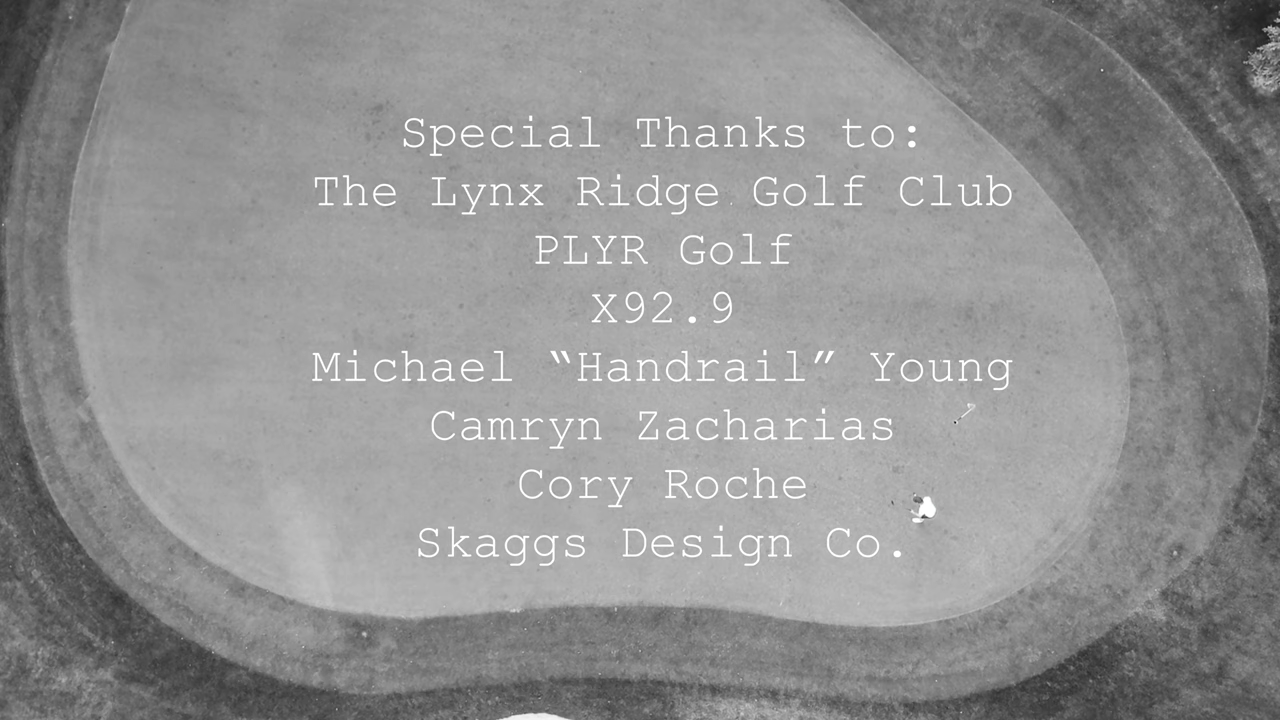 Special Thanks to:
The Lynx Ridge Golf Club
PLYR Golf
X92.9
Michael “Handrail” Young
Camryn Zacharias
Cory Roche
Skaggs Design Co.